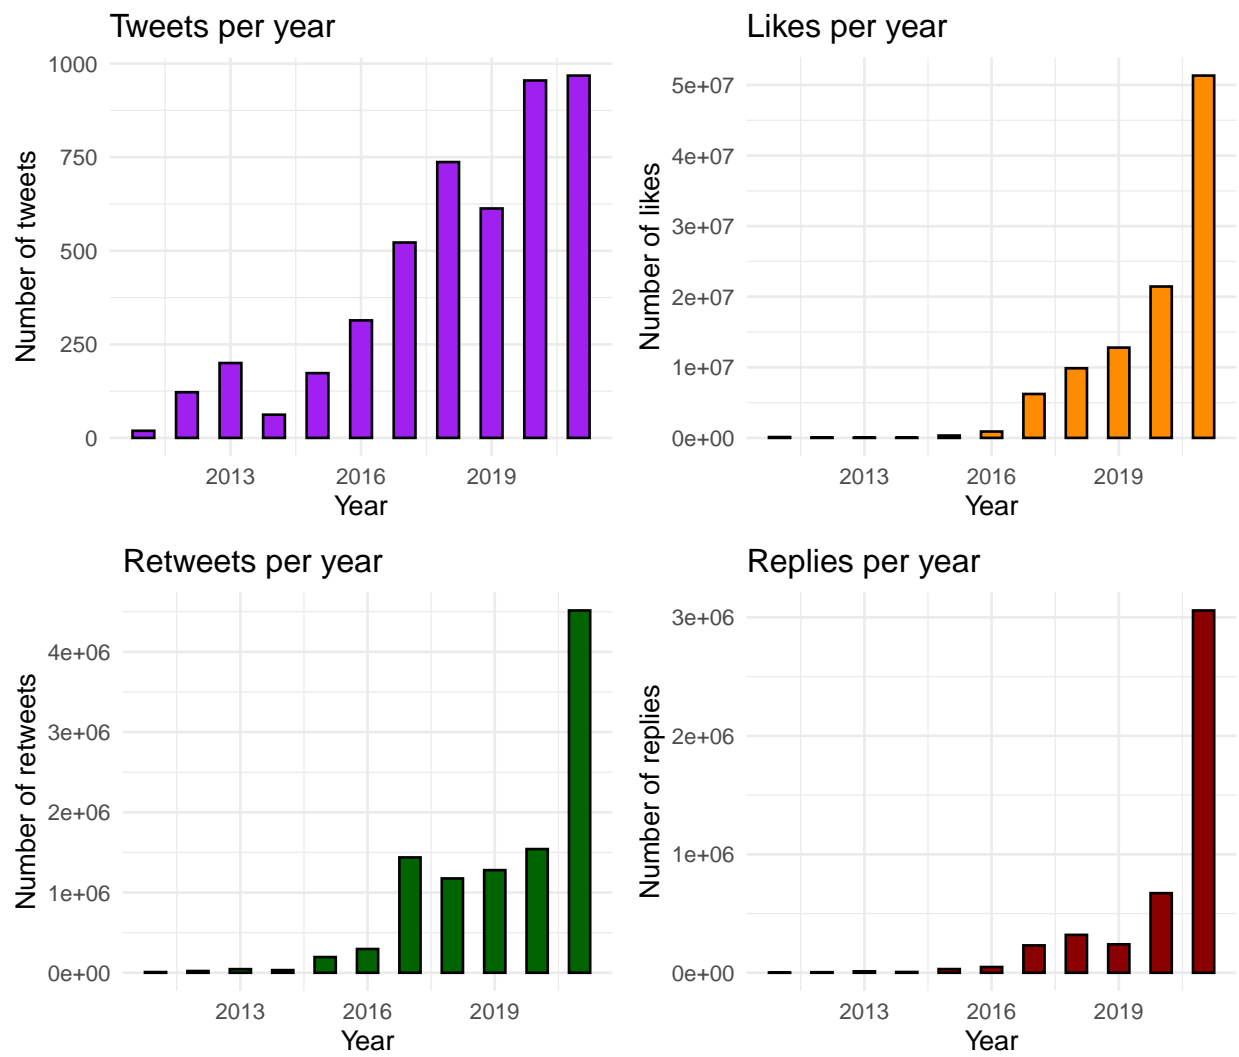 Tweets per year
Number of tweets
1000
750
500
250
0
2013 2016 2019
Year
Likes per year
Number of likes
5e+07
4e+07
3e+07
2e+07
1e+07
0e+00
2013 2016 2019
Year
Retweets per year
Number of retweets
4e+06
3e+06
2e+06
1e+06
0e+00
2013 2016 2019
Year
Replies per year
Number of replies
3e+06
2e+06
1e+06
0e+00
2013 2016 2019
Year